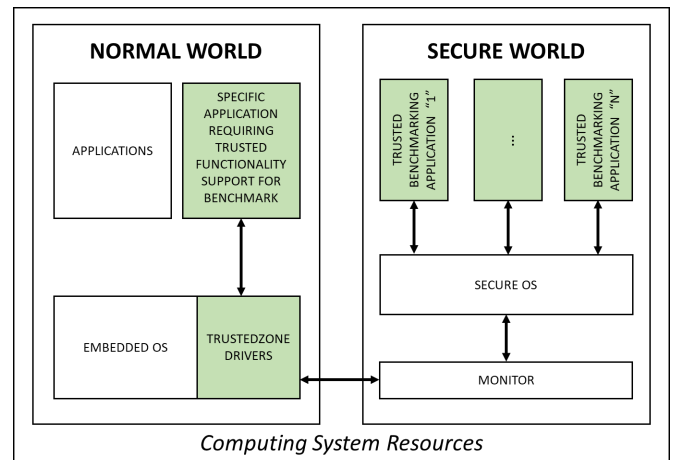 NORMAL WORLD
APPLICATIONS
SPECIFIC
APPLICATION
REQUIRING
TRUSTED
FUNCTIONALITY
SUPPORT FOR
BENCHMARK
EMBEDDED OS
TRUSTEDZONE
DRIVERS
SECURE WORLD
TRUSTED
BENCHMARKING
APPLICATION “1”
...
TRUSTED
BENCHMARKING
APPLICATION “N”
SECURE OS
MONITOR
Computing System Resources